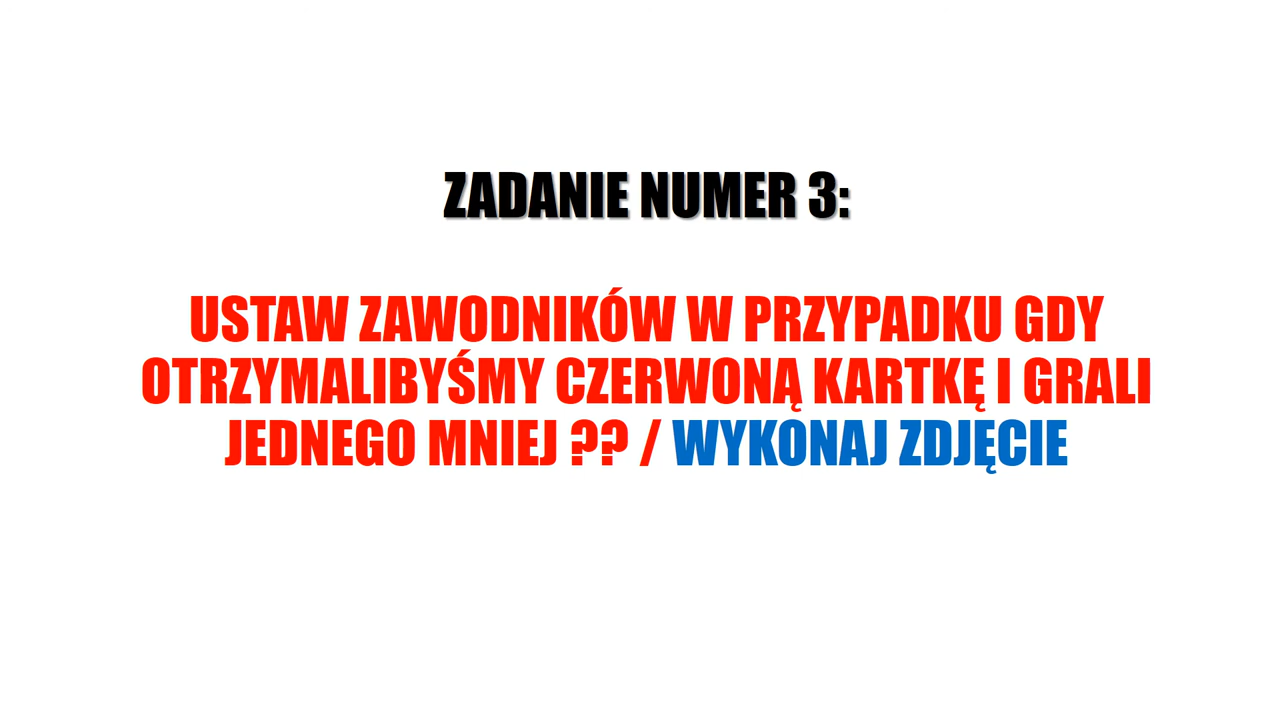 ZADANIE NUMER 3:
USTAW ZAWODNIKÓW W PRZYPADKU GDY
OTRZYMALIBYŚMY CZERWONĄ KARTKĘ I GRALI
JEDNEGO MNIEJ ?? / WYKONAJ ZDJĘCIE